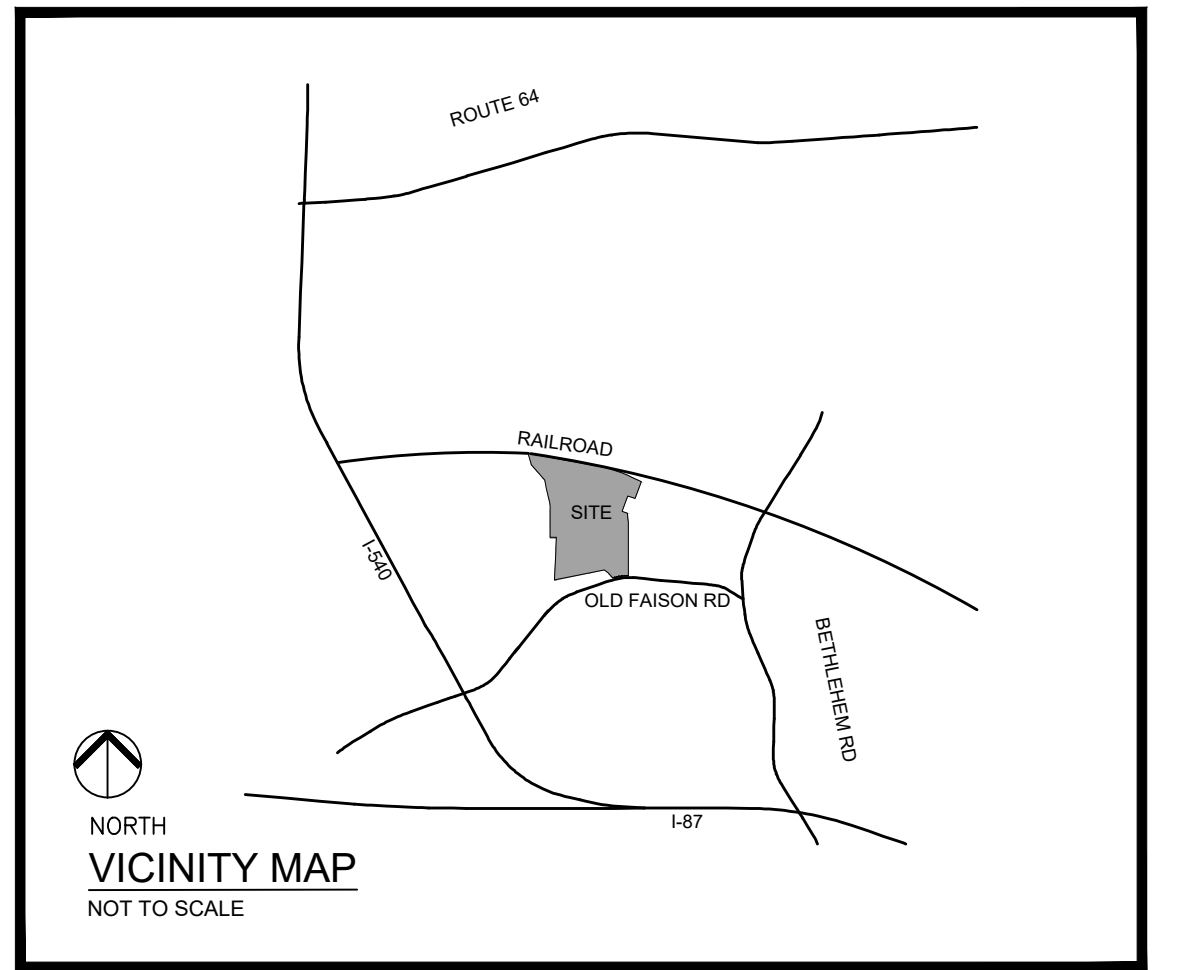 ROUTE 64
RAILROAD
SITE
I-540
OLD FAISON RD
BETHLEHEM RD
I-87
NORTH
VICINITY MAP
NOT TO SCALE